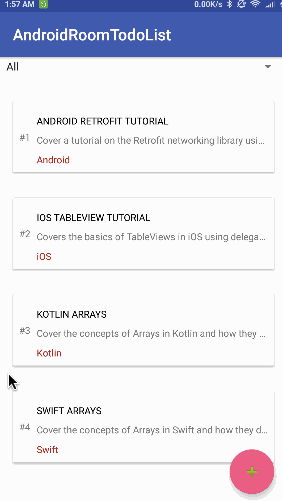 1:57 AM 0.00K/s
AndroidRoomTodoList
All
ANDROID RETROFIT TUTORIAL
#1 Cover a tutorial on the Retrofit networking library usi...
Android
IOS TABLEVIEW TUTORIAL
#2 Covers the basics of TableViews in iOS using delega...
iOS
KOTLIN ARRAYS
#3 Cover the concepts of Arrays in Kotlin and how they ...
Kotlin
SWIFT ARRAYS
#4 Cover the concepts of Arrays in Swift and how they d...
Swift
+